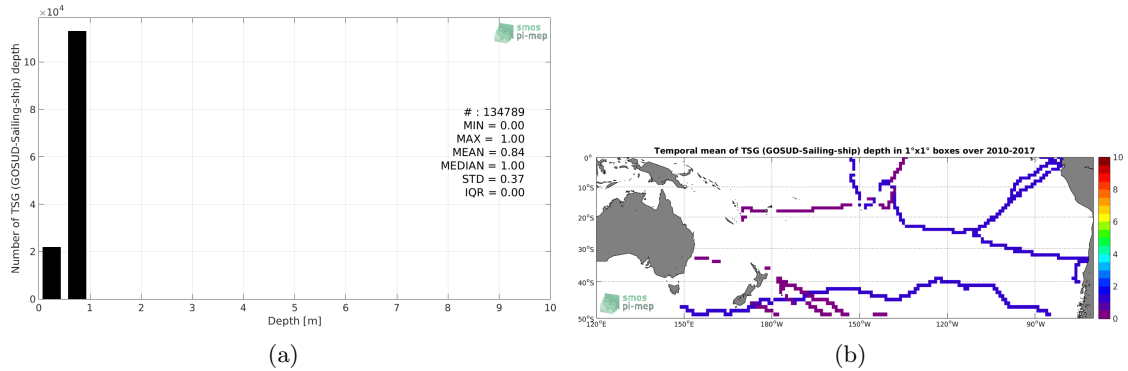 ×10⁴
10
8
6
4
2
0
Number of TSG (GOSUD-Sailing-ship) depth
smos
pi-mep
# : 134789
MIN = 0.00
MAX = 1.00
MEAN = 0.84
MEDIAN = 1.00
STD = 0.37
IQR = 0.00
0 1 2 3 4 5 6 7 8 9 10
Depth [m]
(a)
Temporal mean of TSG (GOSUD-Sailing-ship) depth in 1°x1° boxes over 2010-2017
0°
10°S
20°S
30°S
40°S
50°S
smos
pi-mep
120°E 150°E 180°W 150°W 120°W 90°W
10
8
6
4
2
0
(b)